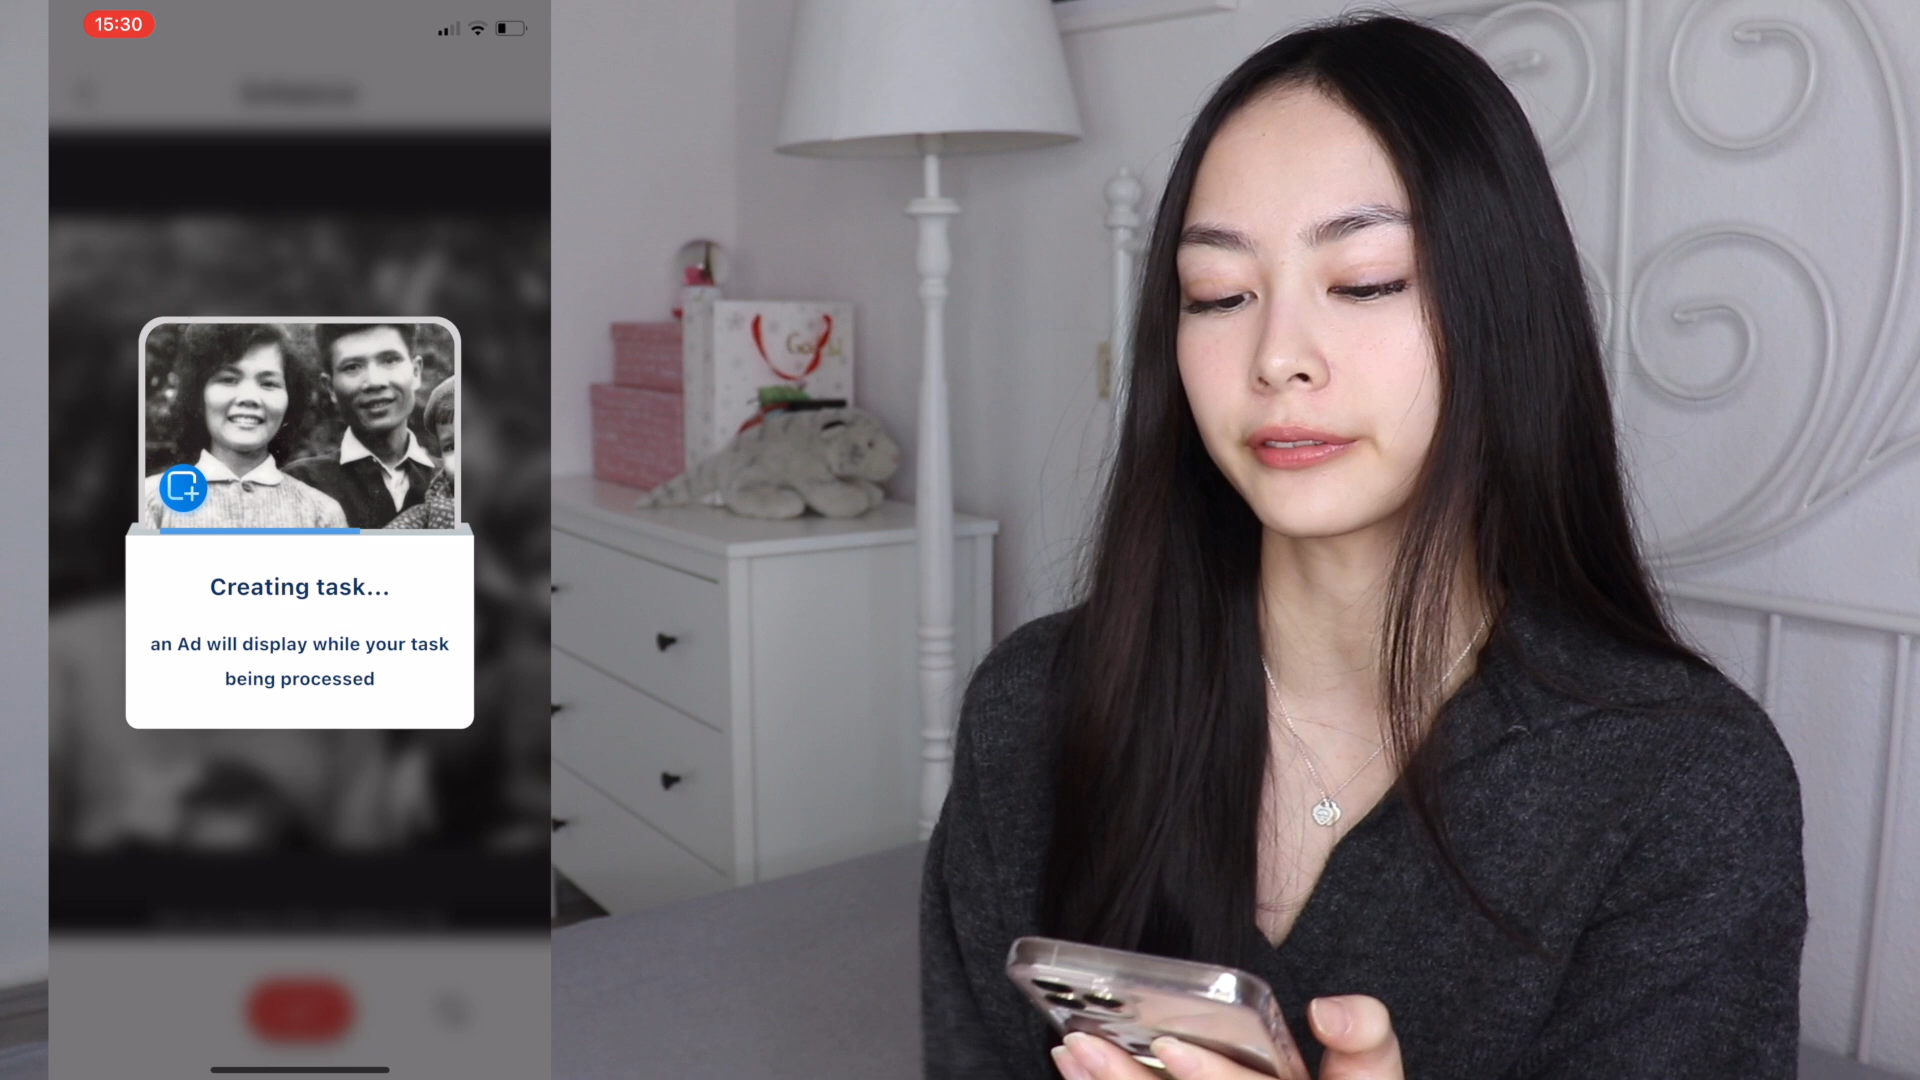 15:30
Creating task...
an Ad will display while your task
being processed